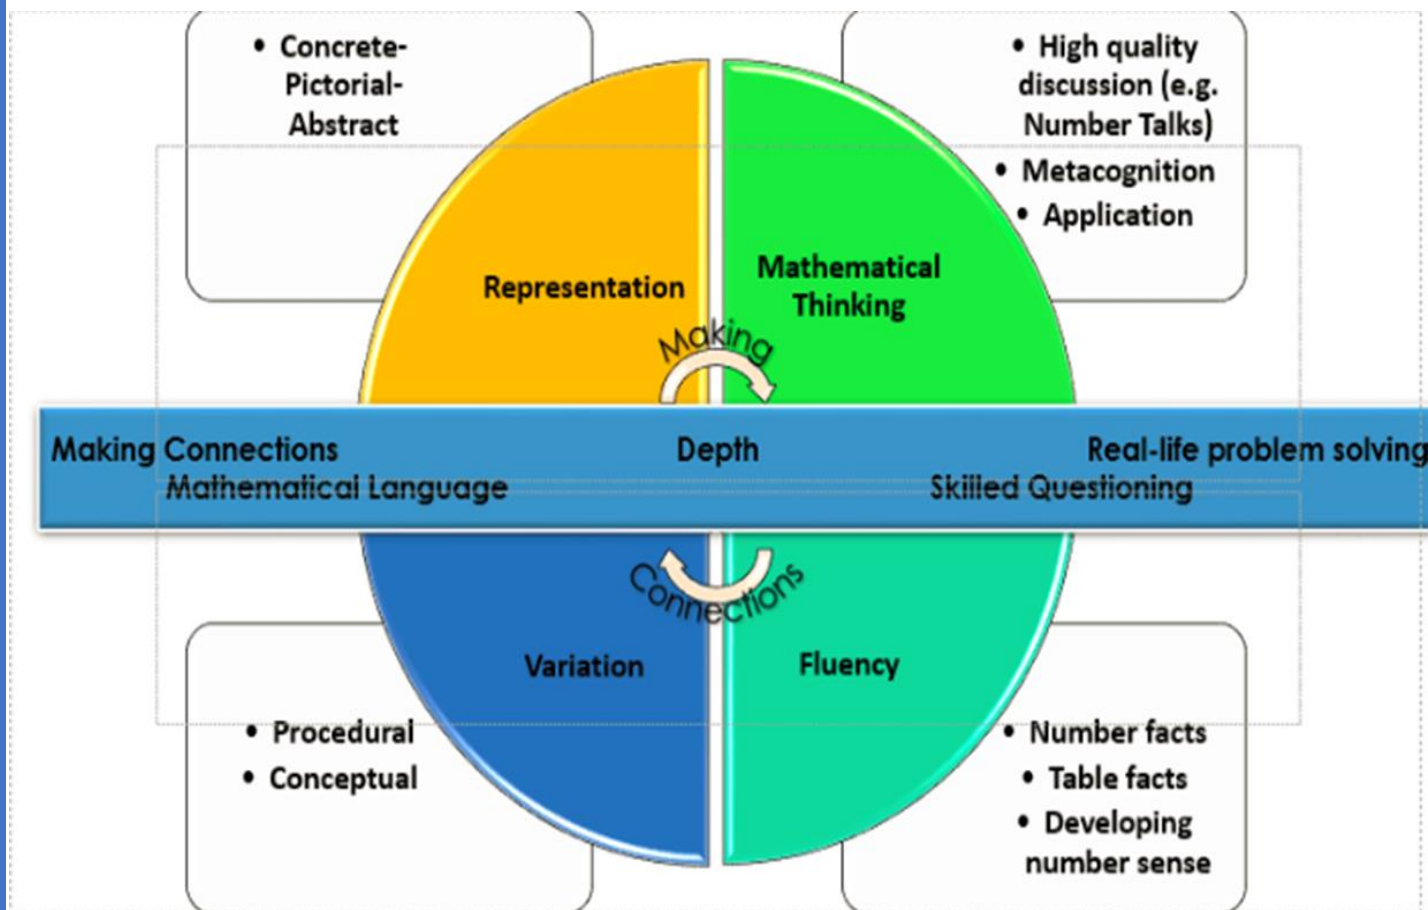 • Concrete-
Pictorial-
Abstract
• High quality
discussion (e.g.
Number Talks)
• Metacognition
• Application
Representation
Mathematical
Thinking
Making
Making Connections Depth Real-life problem solving
Mathematical Language Skilled Questioning
Connections
Variation
Fluency
• Procedural
• Conceptual
• Number facts
• Table facts
• Developing
number sense